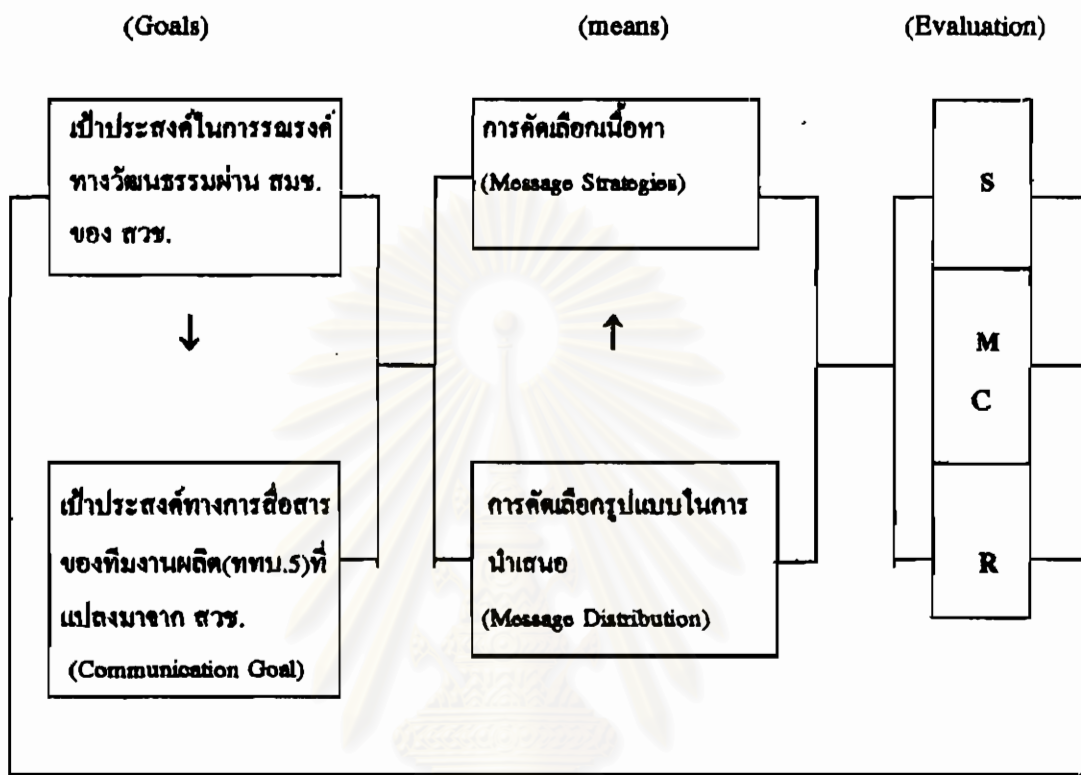 (Goals)
(means)
(Evaluation)
เป้าประสงค์ในการรณรงค์
ทางวัฒนธรรมผ่าน สมช.
ของ สวช.
การคัดเลือกเนื้อหา
(Message Strategies)
S
M
C
R
เป้าประสงค์ทางการสื่อสาร
ของทีมงานผลิต(ททบ.5)ที่
แปลงมาจาก สวช.
(Communication Goal)
การคัดเลือกรูปแบบในการ
นำเสนอ
(Message Distribution)